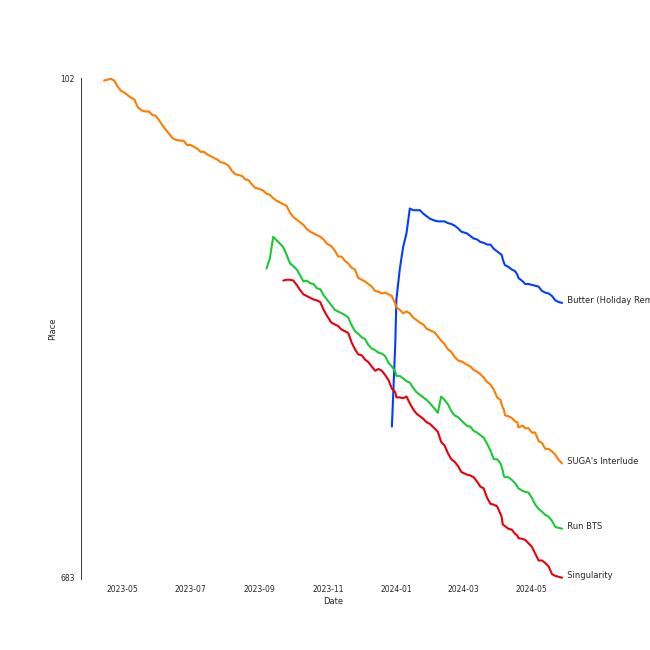 102
Butter (Holiday Rem
Place
SUGA's Interlude
Run BTS
Singularity
683
2023-05 2023-07 2023-09 2023-11 2024-01 2024-03 2024-05
Date